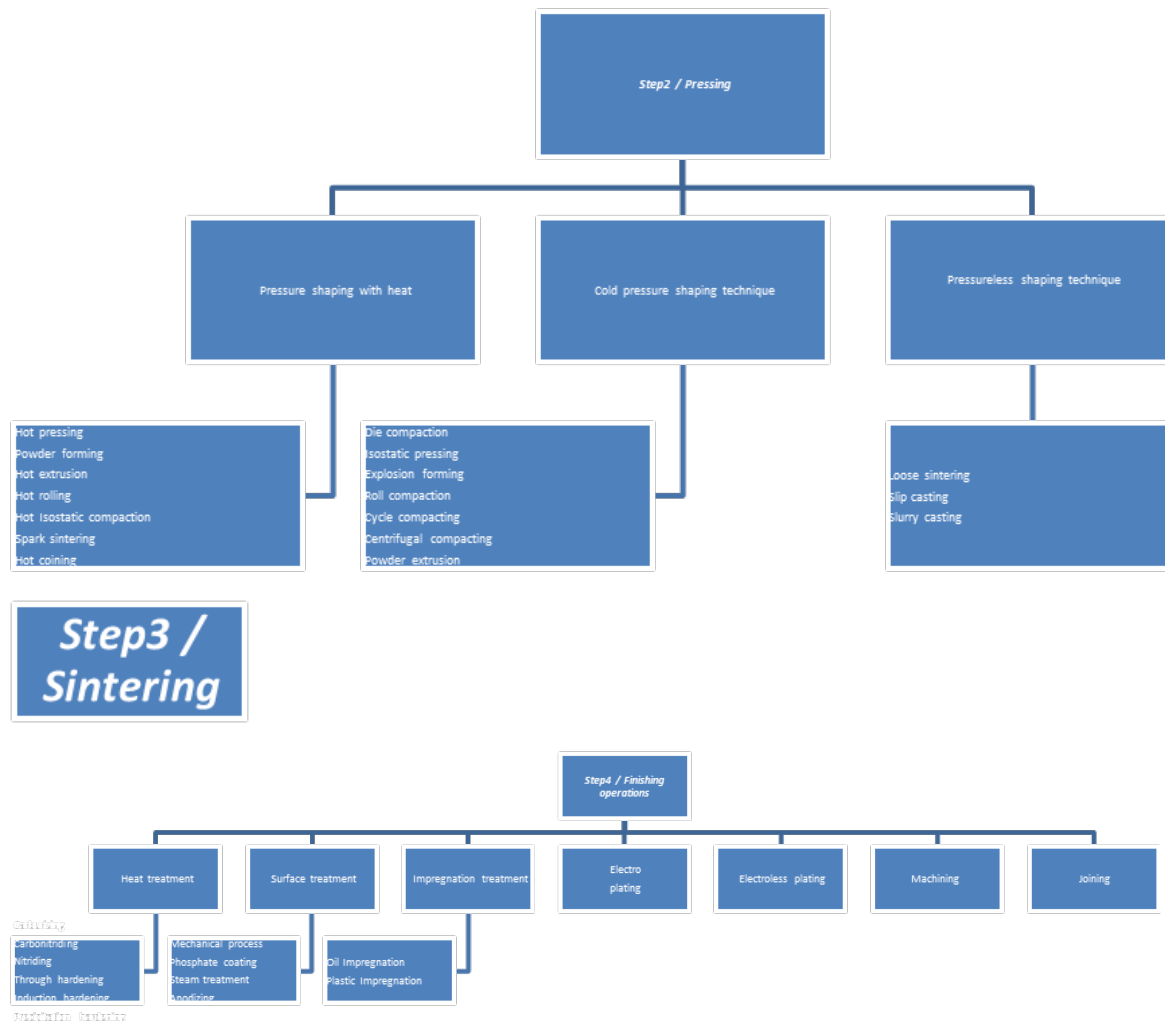 Step2 / Pressing
Pressure shaping with heat
Cold pressure shaping technique
Pressureless shaping technique
Hot pressing
Powder forming
Hot extrusion
Hot rolling
Hot Isostatic compaction
Spark sintering
Hot coining
Die compaction
Isostatic pressing
Explosion forming
Roll compaction
Cycle compacting
Centrifugal compacting
Powder extrusion
Loose sintering
Slip casting
Slurry casting
Step3 /
Sintering
Step4 / Finishing
operations
Heat treatment
Surface treatment
Impregnation treatment
Electro
plating
Electroless plating
Machining
Joining
Carbonitriding
Nitriding
Through hardening
Induction hardening
Mechanical process
Phosphate coating
Steam treatment
Anodizing
Oil Impregnation
Plastic Impregnation